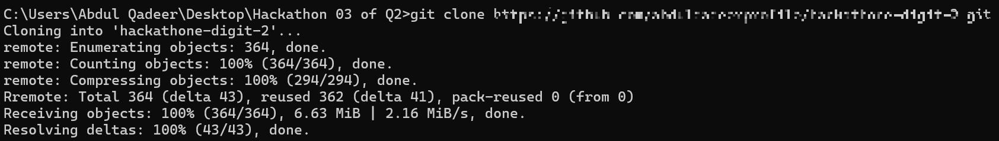 C:\Users\Abdul Qadeer\Desktop\Hackathon 03 of Q2>git clone
Cloning into 'hackathone-digit-2'...
remote: Enumerating objects: 364, done.
remote: Counting objects: 100% (364/364), done.
remote: Compressing objects: 100% (294/294), done.
Rremote: Total 364 (delta 43), reused 362 (delta 41), pack-reused 0 (from 0)
Receiving objects: 100% (364/364), 6.63 MiB | 2.16 MiB/s, done.
Resolving deltas: 100% (43/43), done.